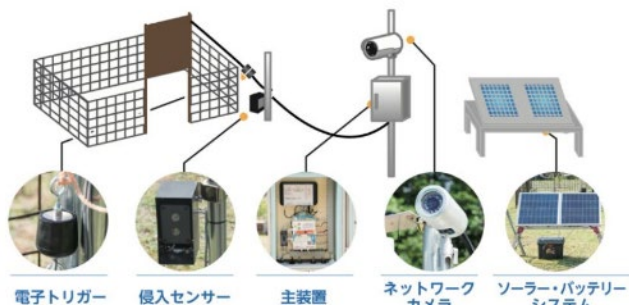 電子トリガー
侵入センサー
主装置
ネットワーク
カメラ
ソーラー・バッテリー
システム